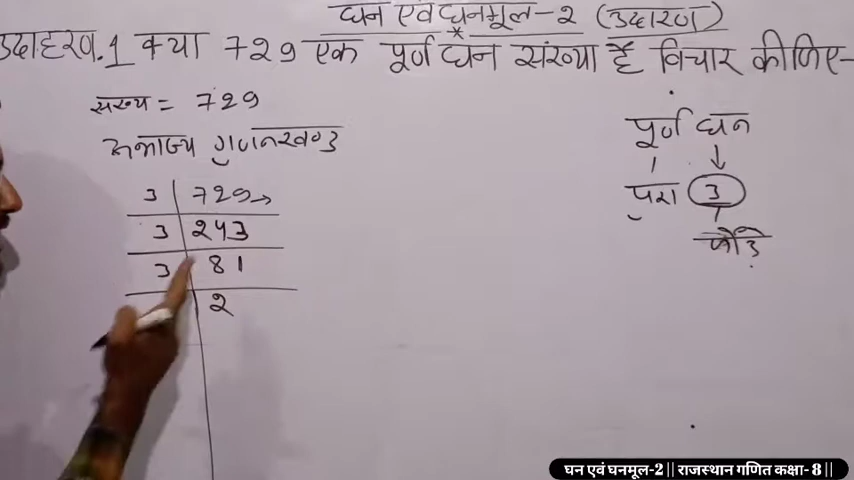 घन एवं घनमूल-2 (उदाहरण)
उदाहरण.1 क्या 729 एक पूर्ण घन संख्या है विचार कीजिए-
संख्य = 729
अभाज्य गुणनखण्ड
3 | 729 →
3 | 243
3 | 81
2
पूर्ण घन
↓
पुरा 3
जोड़े
घन एवं घनमूल-2 || राजस्थान गणित कक्षा- 8 ||